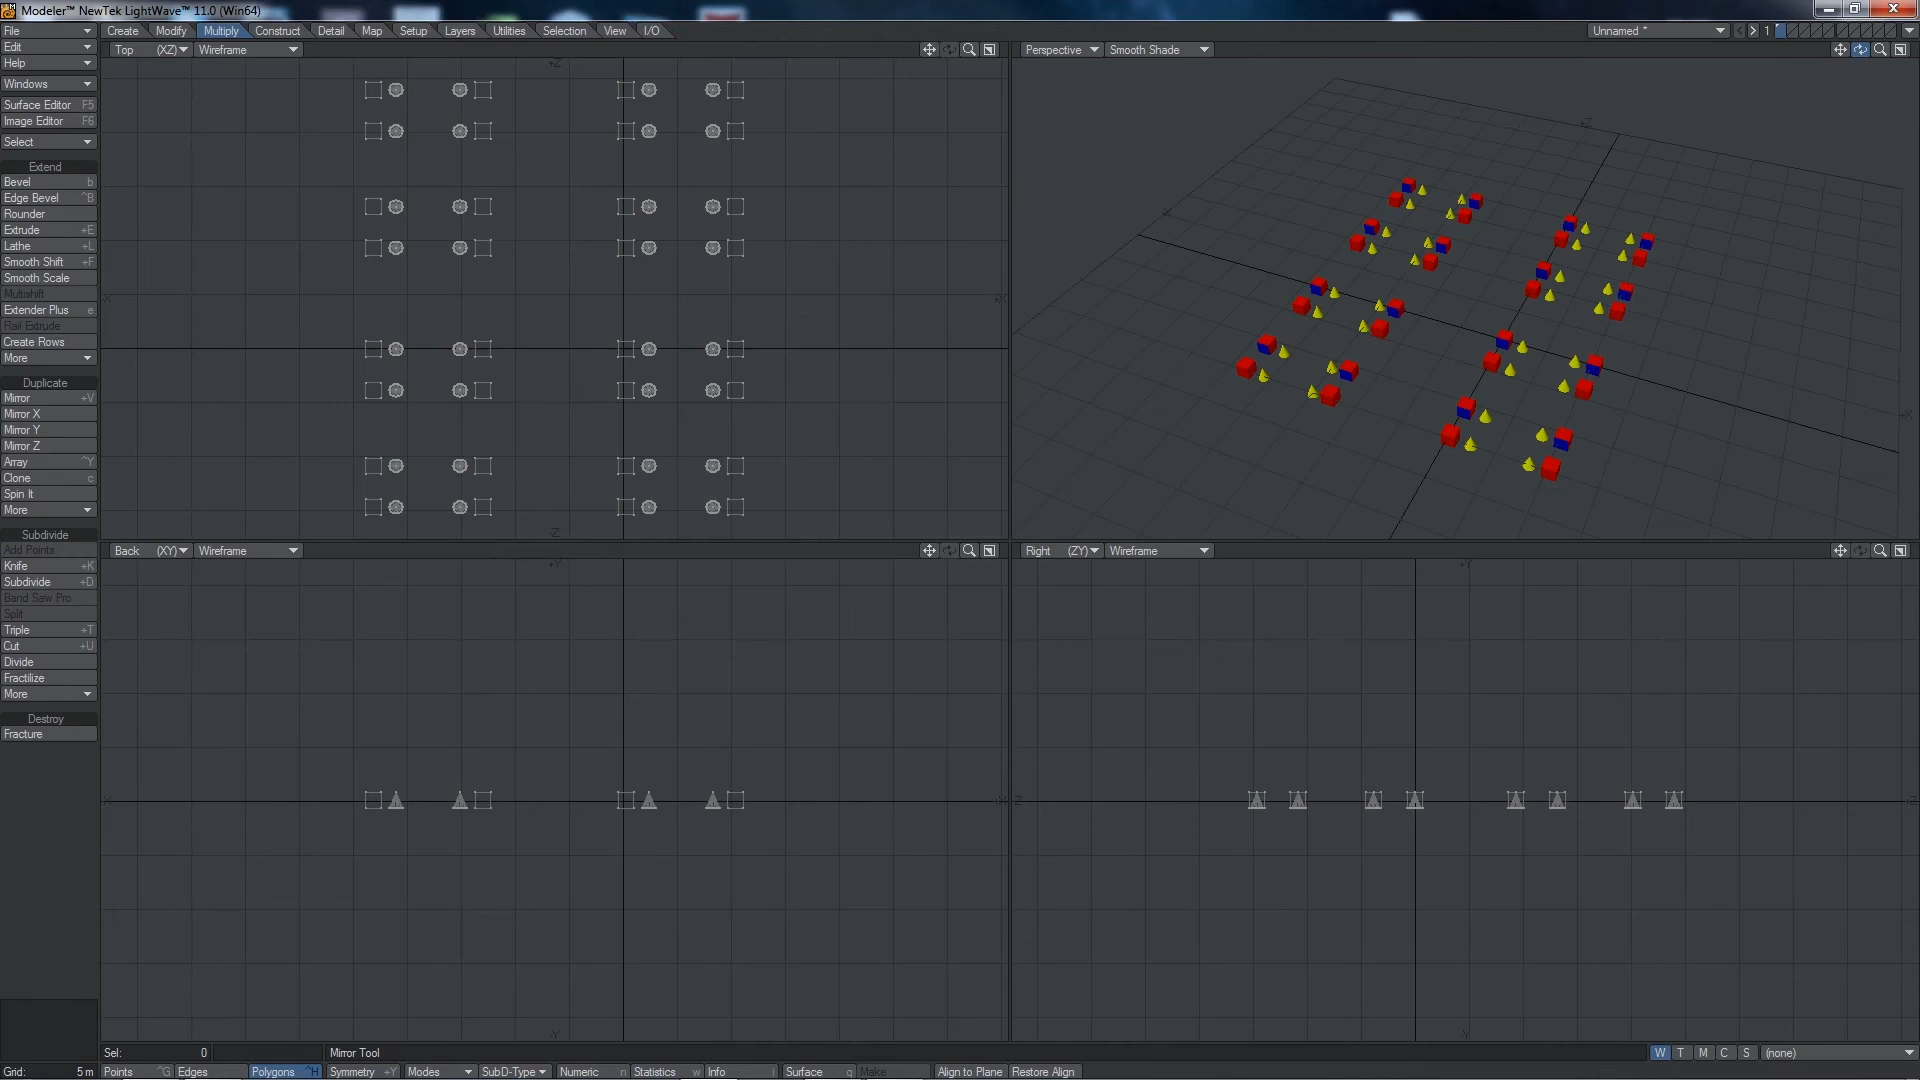 Modeler™ NewTek LightWave™ 11.0 (Win64)
File Create Modify Multiply Construct Detail Map Setup Layers Utilities Selection View I/O Unnamed * 1
Edit
Help
Windows
Surface Editor F5
Image Editor F6
Select
Extend
Bevel b
Edge Bevel ^B
Rounder
Extrude +E
Lathe +L
Smooth Shift +F
Smooth Scale
Multishift
Extender Plus e
Rail Extrude
Create Rows
More
Duplicate
Mirror +V
Mirror X
Mirror Y
Mirror Z
Array ^Y
Clone c
Spin It
More
Subdivide
Add Points
Knife +K
Subdivide +D
Band Saw Pro
Split
Triple +T
Cut +U
Divide
Fractilize
More
Destroy
Fracture
Top (XZ) Wireframe
Perspective Smooth Shade
Back (XY) Wireframe
Right (ZY) Wireframe
Sel: 0 Mirror Tool W T M C S (none)
Grid: 5 m Points ^G Edges Polygons ^H Symmetry +Y Modes SubD-Type Numeric n Statistics w Info i Surface q Make Align to Plane Restore Align